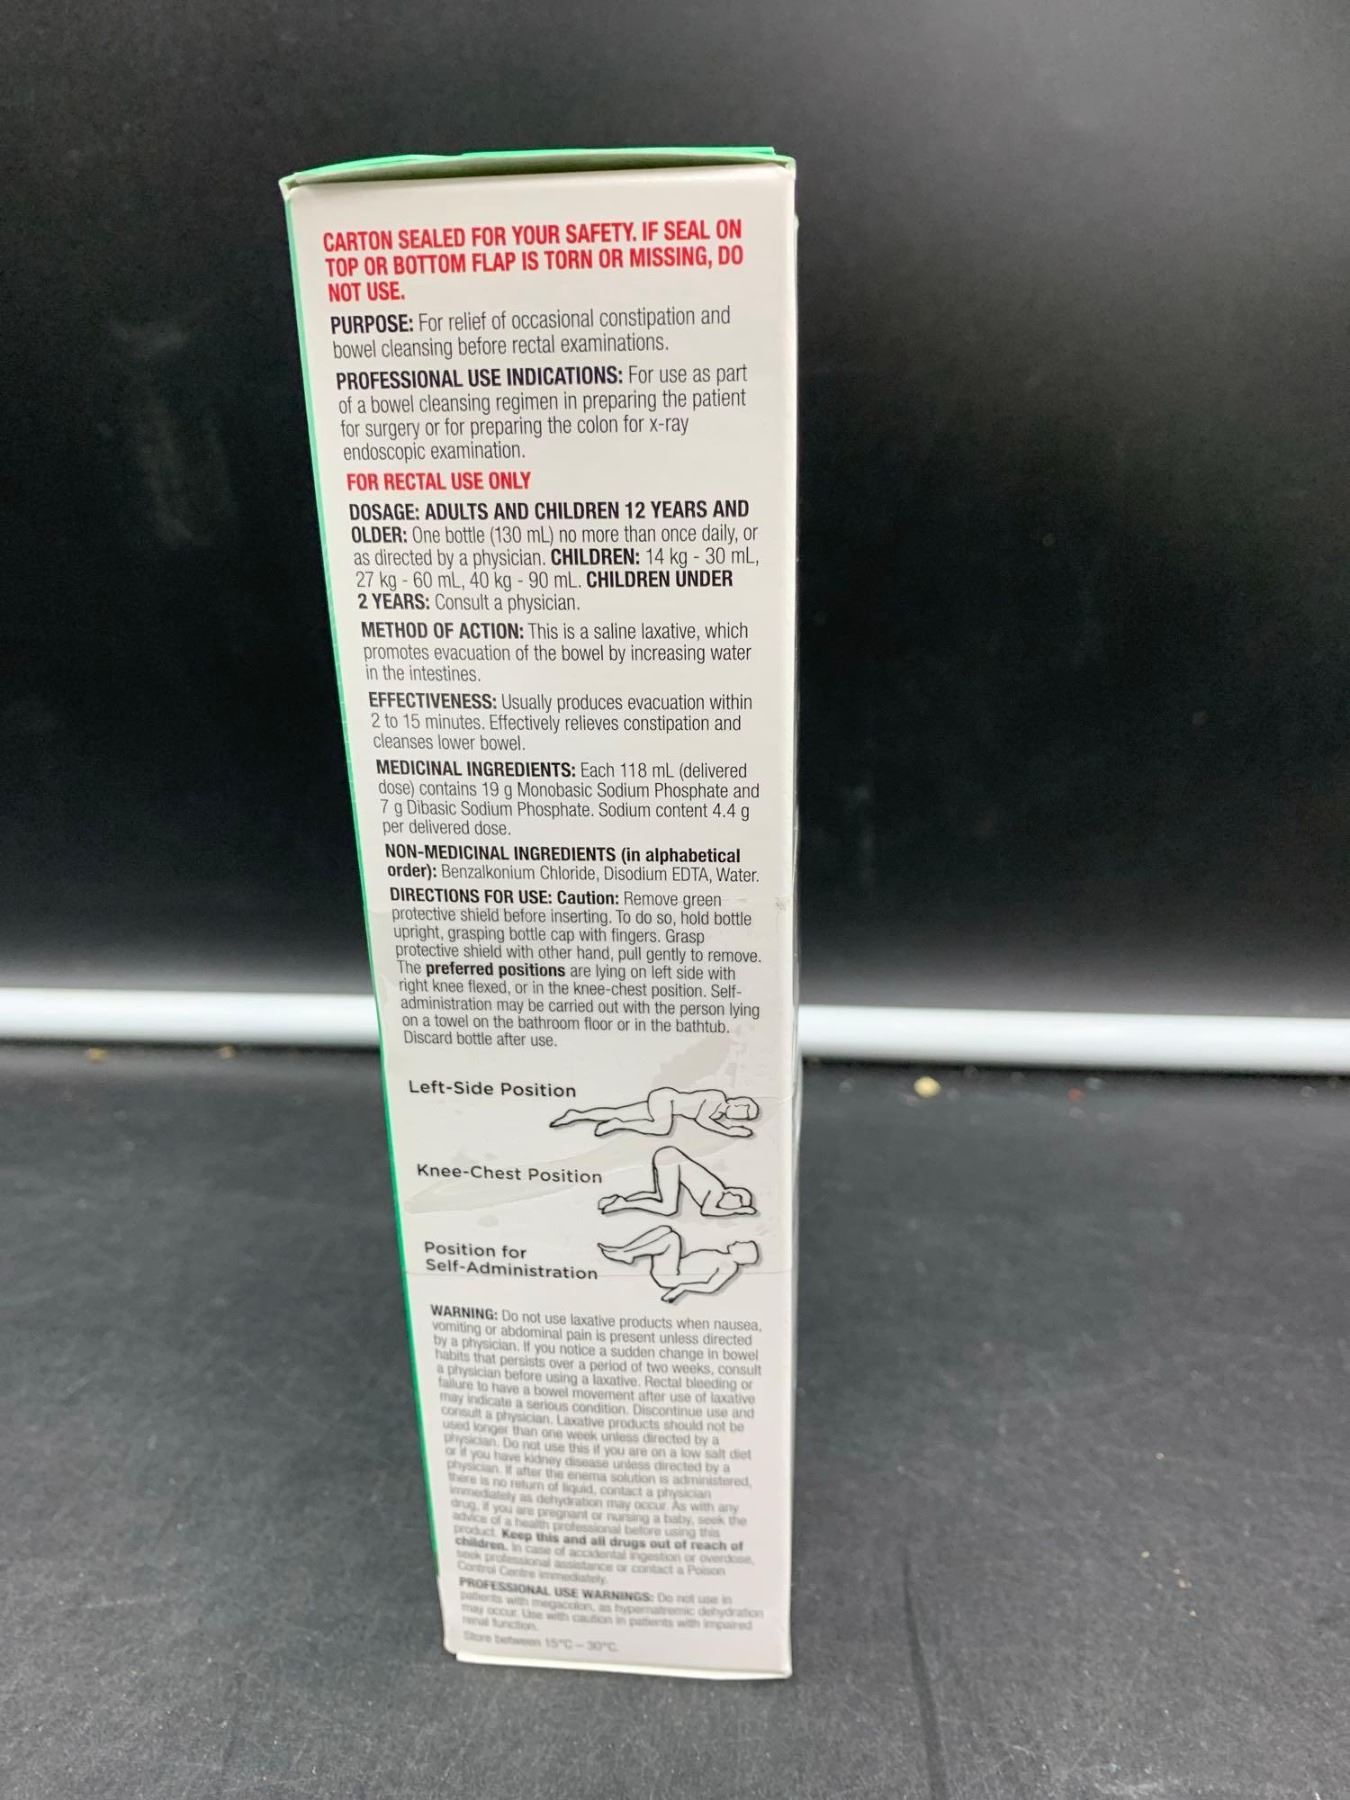 CARTON SEALED FOR YOUR SAFETY. IF SEAL ON
TOP OR BOTTOM FLAP IS TORN OR MISSING, DO
NOT USE.
PURPOSE: For relief of occasional constipation and
bowel cleansing before rectal examinations.
PROFESSIONAL USE INDICATIONS: For use as part
of a bowel cleansing regimen in preparing the patient
for surgery or for preparing the colon for x-ray
endoscopic examination.
FOR RECTAL USE ONLY
DOSAGE: ADULTS AND CHILDREN 12 YEARS AND
OLDER: One bottle (130 mL) no more than once daily, or
as directed by a physician. CHILDREN: 14 kg - 30 mL,
27 kg - 60 mL, 40 kg - 90 mL. CHILDREN UNDER
2 YEARS: Consult a physician.
METHOD OF ACTION: This is a saline laxative, which
promotes evacuation of the bowel by increasing water
in the intestines.
EFFECTIVENESS: Usually produces evacuation within
2 to 15 minutes. Effectively relieves constipation and
cleanses lower bowel.
MEDICINAL INGREDIENTS: Each 118 mL (delivered
dose) contains 19 g Monobasic Sodium Phosphate and
7 g Dibasic Sodium Phosphate. Sodium content 4.4 g
per delivered dose.
NON-MEDICINAL INGREDIENTS (in alphabetical
order): Benzalkonium Chloride, Disodium EDTA, Water.
DIRECTIONS FOR USE: Caution: Remove green
protective shield before inserting. To do so, hold bottle
upright, grasping bottle cap with fingers. Grasp
protective shield with other hand, pull gently to remove.
The preferred positions are lying on left side with
right knee flexed, or in the knee-chest position. Self-
administration may be carried out with the person lying
on a towel on the bathroom floor or in the bathtub.
Discard bottle after use.
Left-Side Position
Knee-Chest Position
Position for
Self-Administration
WARNING: Do not use laxative products when nausea,
vomiting or abdominal pain is present unless directed
by a physician. If you notice a sudden change in bowel
habits that persists over a period of two weeks, consult
a physician before using a laxative. Rectal bleeding or
failure to have a bowel movement after use of laxative
may indicate a serious condition. Discontinue use and
consult a physician. Laxative products should not be
used longer than one week unless directed by a
physician. Do not use this if you are on a low salt diet
or if you have kidney disease unless directed by a
physician. If after the enema solution is administered,
there is no return of liquid, contact a physician
immediately as dehydration may occur. As with any
drug, if you are pregnant or nursing a baby, seek the
advice of a health professional before using this
product. Keep this and all drugs out of reach of
children. In case of accidental ingestion or overdose,
seek professional assistance or contact a Poison
Control Centre immediately.
PROFESSIONAL USE WARNINGS: Do not use in
patients with megacolon, as hypernatremic dehydration
may occur. Use with caution in patients with impaired
renal function.
Store between 15°C – 30°C.